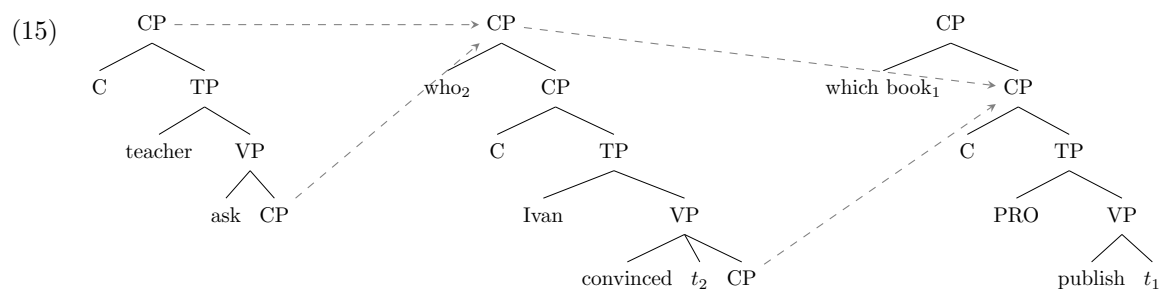 (15) CP CP CP
C TP who₂ CP which book₁ CP
teacher VP C TP C TP
ask CP Ivan VP PRO VP
convinced t₂ CP publish t₁